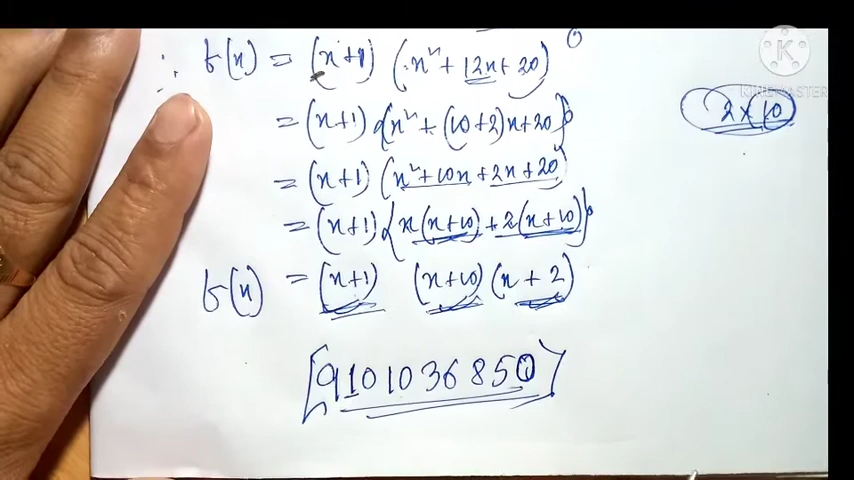 ∴ f(x) = (x+1) (x² + 12x + 20)
2×10
= (x+1) {x² + (10+2)x+20}
= (x+1) (x²+10x+2x+20)
= (x+1) {x(x+10)+2(x+10)}
f(x) = (x+1) (x+10) (x+2)
[9101036850]
KINEMASTER